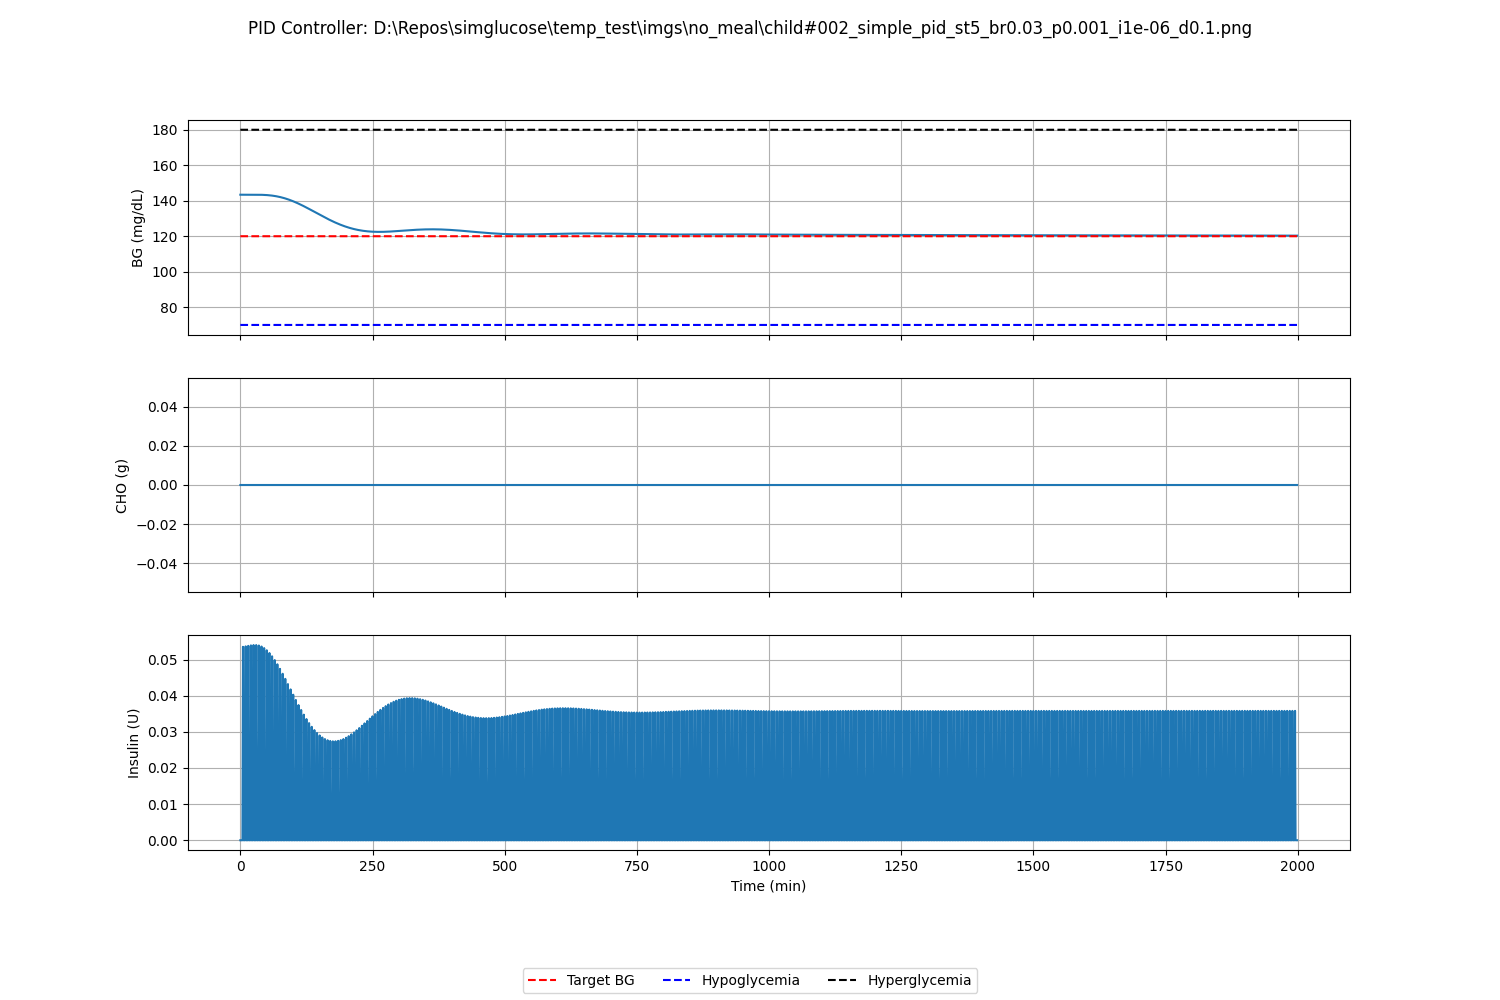 PID Controller: D:\Repos\simglucose\temp_test\imgs\no_meal\child#002_simple_pid_st5_br0.03_p0.001_i1e-06_d0.1.png
180
160
140
120
100
80
BG (mg/dL)
0.04
0.02
0.00
−0.02
−0.04
CHO (g)
0.05
0.04
0.03
0.02
0.01
0.00
Insulin (U)
0 250 500 750 1000 1250 1500 1750 2000
Time (min)
Target BG Hypoglycemia Hyperglycemia